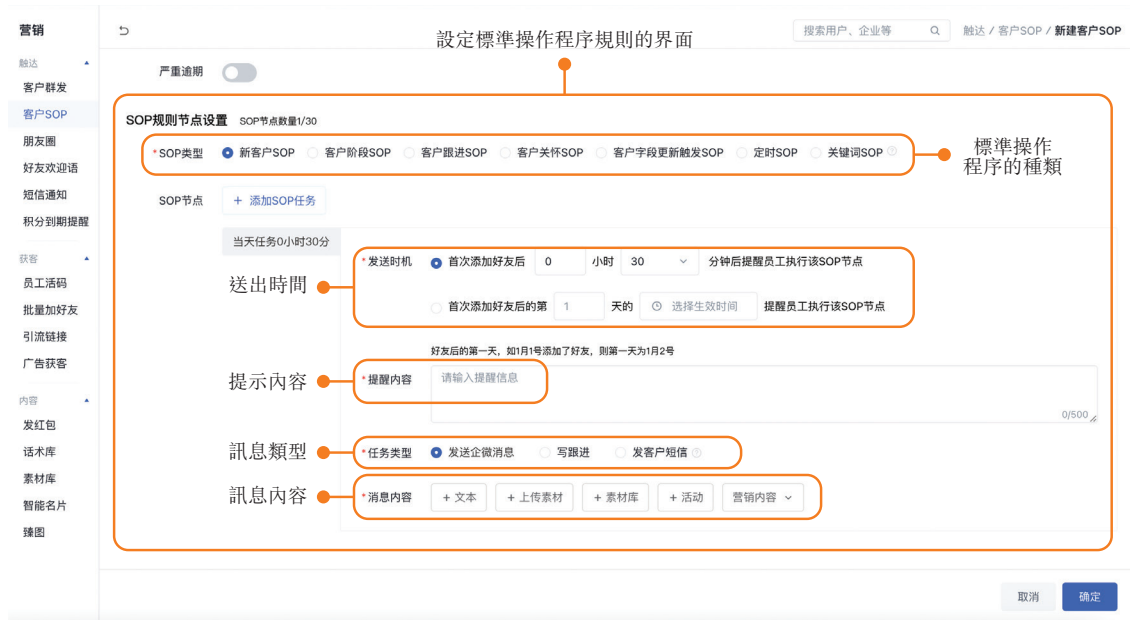 营销
搜索用户、企业等
触达 / 客户SOP / 新建客户SOP
設定標準操作程序規則的界面
触达
客户群发
客户SOP
朋友圈
好友欢迎语
短信通知
积分到期提醒
获客
员工活码
批量加好友
引流链接
广告获客
内容
发红包
话术库
素材库
智能名片
臻图
严重逾期
SOP规则节点设置 SOP节点数量1/30
*SOP类型 新客户SOP 客户阶段SOP 客户跟进SOP 客户关怀SOP 客户字段更新触发SOP 定时SOP 关键词SOP
標準操作
程序的種類
SOP节点 + 添加SOP任务
当天任务0小时30分
送出時間
*发送时机 首次添加好友后 0 小时 30 分钟后提醒员工执行该SOP节点
首次添加好友后的第 1 天的 选择生效时间 提醒员工执行该SOP节点
好友后的第一天，如1月1号添加了好友，则第一天为1月2号
提示內容
*提醒内容 请输入提醒信息
0/500
訊息類型
*任务类型 发送企微消息 写跟进 发客户短信
訊息內容
*消息内容 + 文本 + 上传素材 + 素材库 + 活动 营销内容
取消 确定